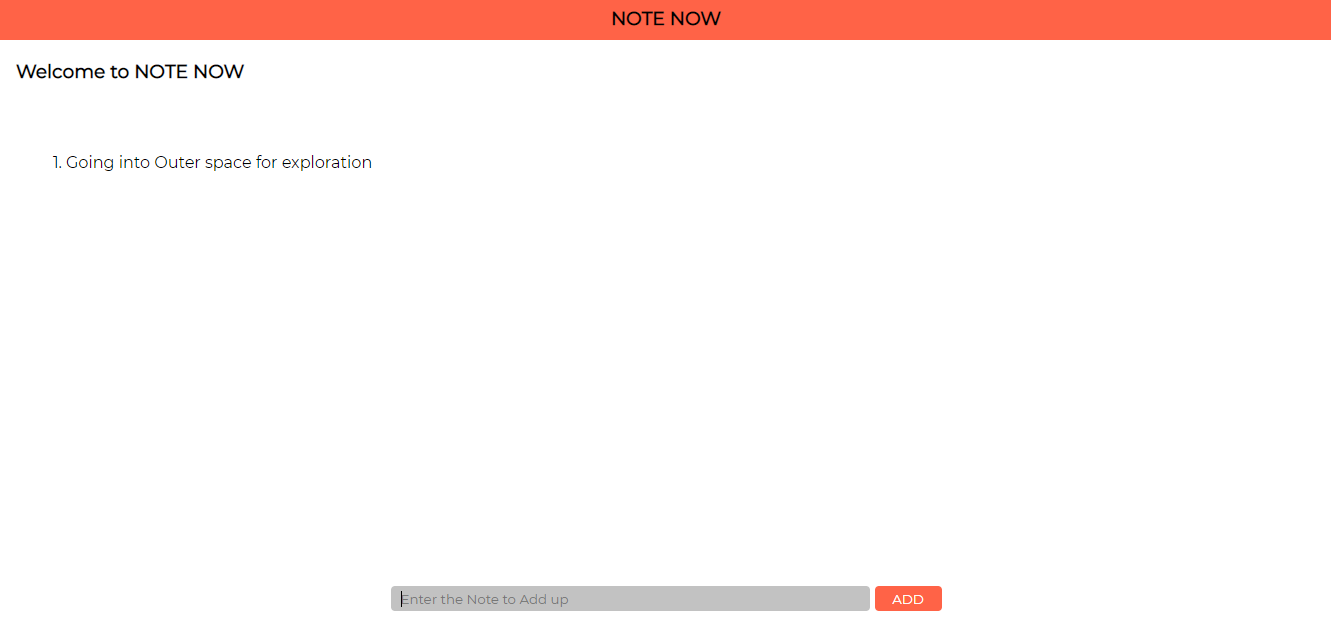 NOTE NOW
Welcome to NOTE NOW
1. Going into Outer space for exploration
Enter the Note to Add up
ADD